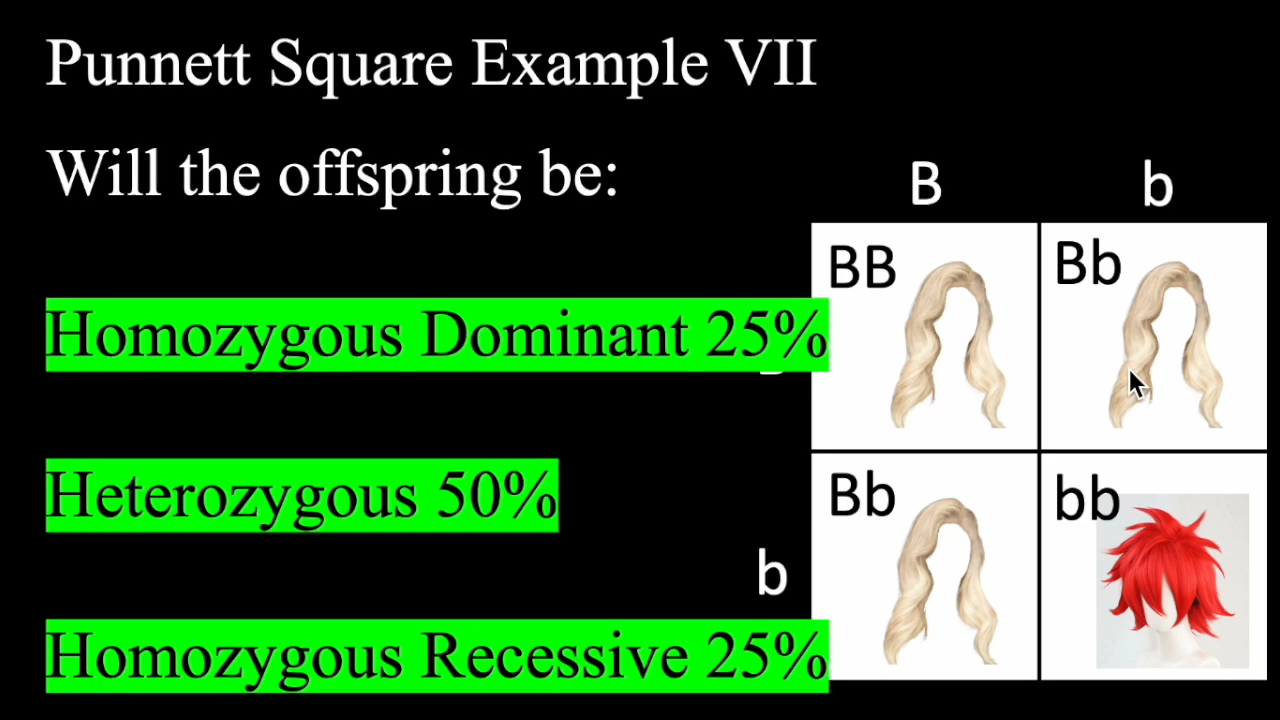 Punnett Square Example VII
Will the offspring be:
B b
BB Bb
Homozygous Dominant 25%
Heterozygous 50%
Bb bb
b
Homozygous Recessive 25%